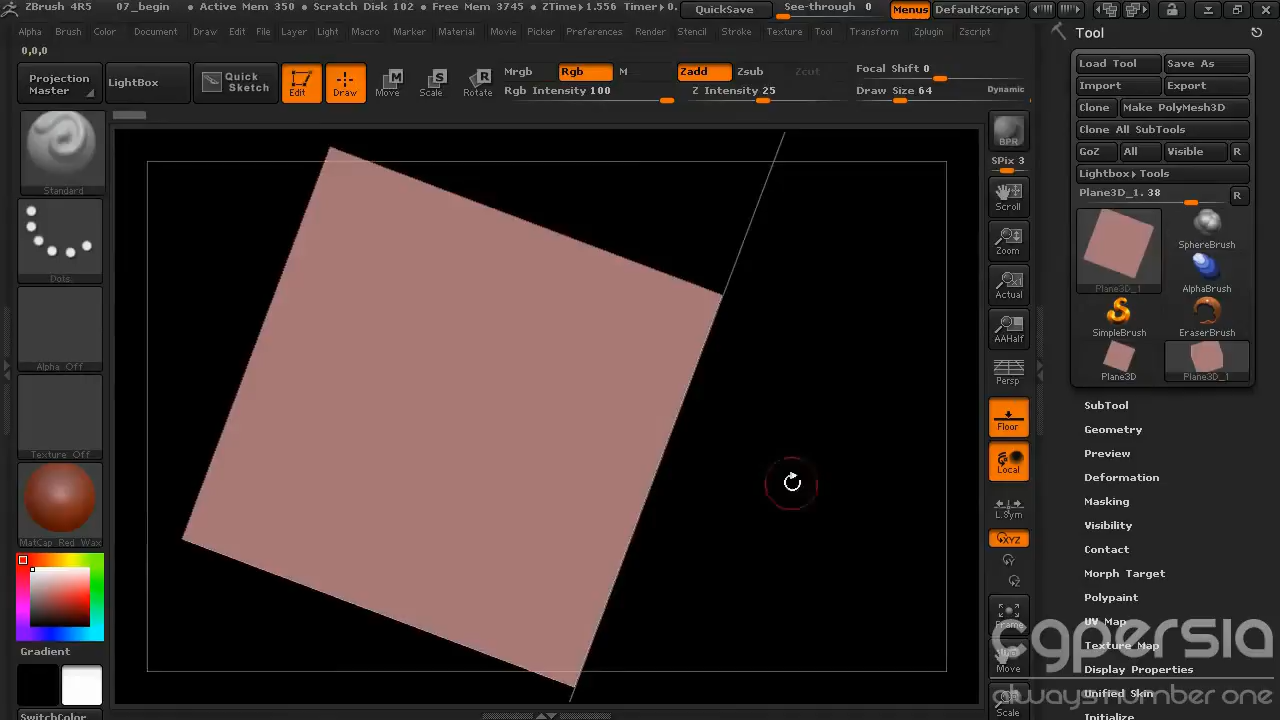 ZBrush 4R5 07_begin • Active Mem 350 • Scratch Disk 102 • Free Mem 3745 • ZTime▸1.556 Timer▸0. QuickSave See-through 0 Menus DefaultZScript
Alpha Brush Color Document Draw Edit File Layer Light Macro Marker Material Movie Picker Preferences Render Stencil Stroke Texture Tool Transform Zplugin Zscript
0,0,0
Projection Master
LightBox
Quick Sketch
Edit
Draw
Move
Scale
Rotate
Mrgb Rgb M
Rgb Intensity 100
Zadd Zsub Zcut
Z Intensity 25
Focal Shift 0
Draw Size 64 Dynamic
Standard
Dots
Alpha Off
Texture Off
MatCap Red Wax
Gradient
SwitchColor
BPR
SPix 3
Scroll
Zoom
Actual
AAHalf
Persp
Floor
Local
L.Sym
XYZ
Y
Z
Frame
Move
Scale
Tool
Load Tool Save As
Import Export
Clone Make PolyMesh3D
Clone All SubTools
GoZ All Visible R
Lightbox▸Tools
Plane3D_1. 38 R
Plane3D_1
SphereBrush
AlphaBrush
SimpleBrush
EraserBrush
Plane3D
Plane3D_1
SubTool
Geometry
Preview
Deformation
Masking
Visibility
Contact
Morph Target
Polypaint
UV Map
Texture Map
Display Properties
Unified Skin
Initialize
cgpersia
always number one